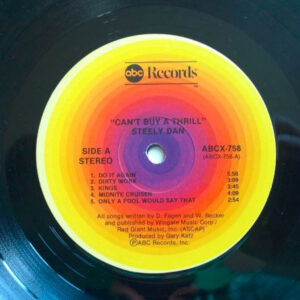 abc Records
"CAN'T BUY A THRILL"
STEELY DAN
SIDE A
STEREO
ABCX-758
(ABCX-758-A)
1. DO IT AGAIN 5:56
2. DIRTY WORK 3:08
3. KINGS 3:45
4. MIDNITE CRUISER 4:09
5. ONLY A FOOL WOULD SAY THAT 2:54
All songs written by D. Fagen and W. Becker
and published by Wingate Music Corp./
Red Giant Music, Inc. (ASCAP)
Produced by Gary Katz
Ⓟ ABC Records, Inc.